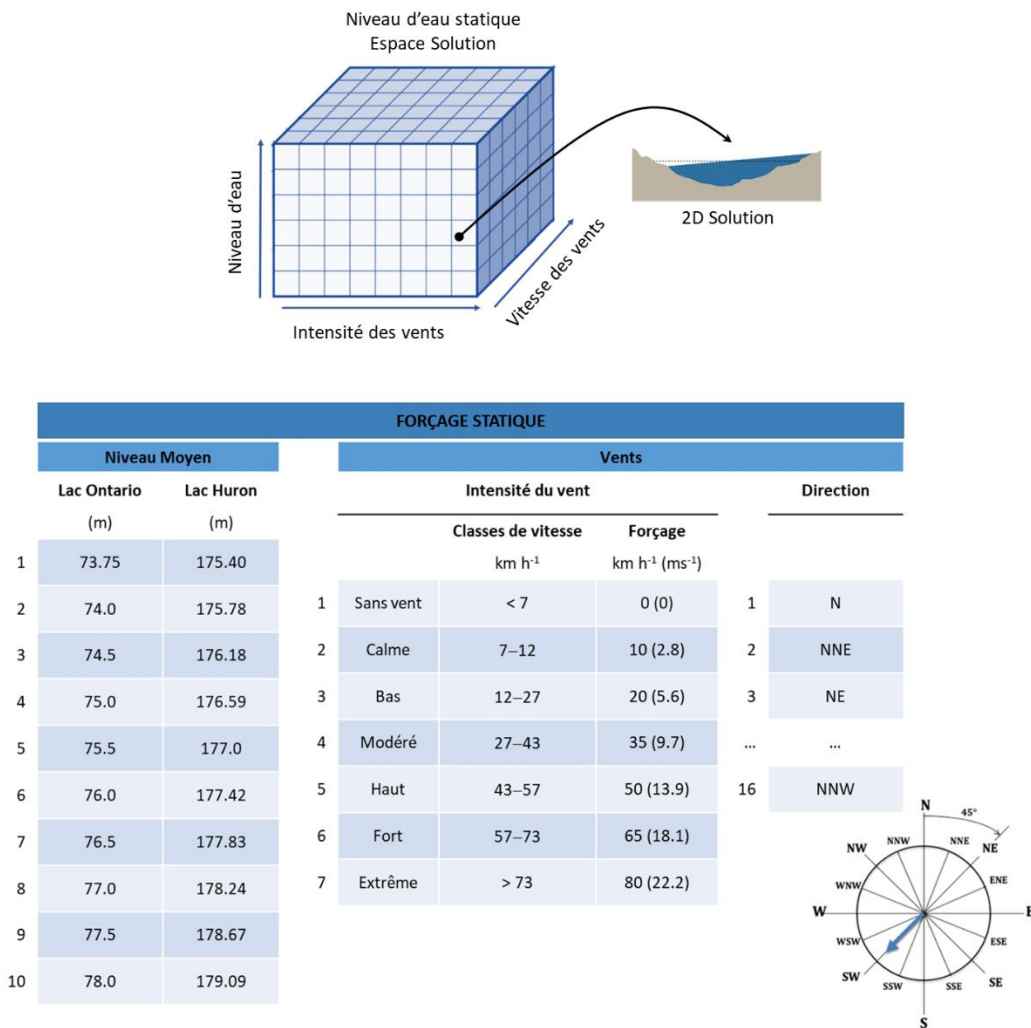 Niveau d'eau statique
Espace Solution
Niveau d'eau
Intensité des vents
Vitesse des vents
2D Solution
FORÇAGE STATIQUE
Niveau Moyen
Vents
Lac Ontario Lac Huron
Intensité du vent
Direction
(m) (m)
Classes de vitesse Forçage
km h-1 km h-1 (ms-1)
1 73.75 175.40
2 74.0 175.78
3 74.5 176.18
4 75.0 176.59
5 75.5 177.0
6 76.0 177.42
7 76.5 177.83
8 77.0 178.24
9 77.5 178.67
10 78.0 179.09
1 Sans vent < 7 0 (0)
2 Calme 7–12 10 (2.8)
3 Bas 12–27 20 (5.6)
4 Modéré 27–43 35 (9.7)
5 Haut 43–57 50 (13.9)
6 Fort 57–73 65 (18.1)
7 Extrême > 73 80 (22.2)
1 N
2 NNE
3 NE
... ...
16 NNW
N
45°
NNW NNE
NW NE
WNW ENE
W E
WSW ESE
SW SE
SSW SSE
S